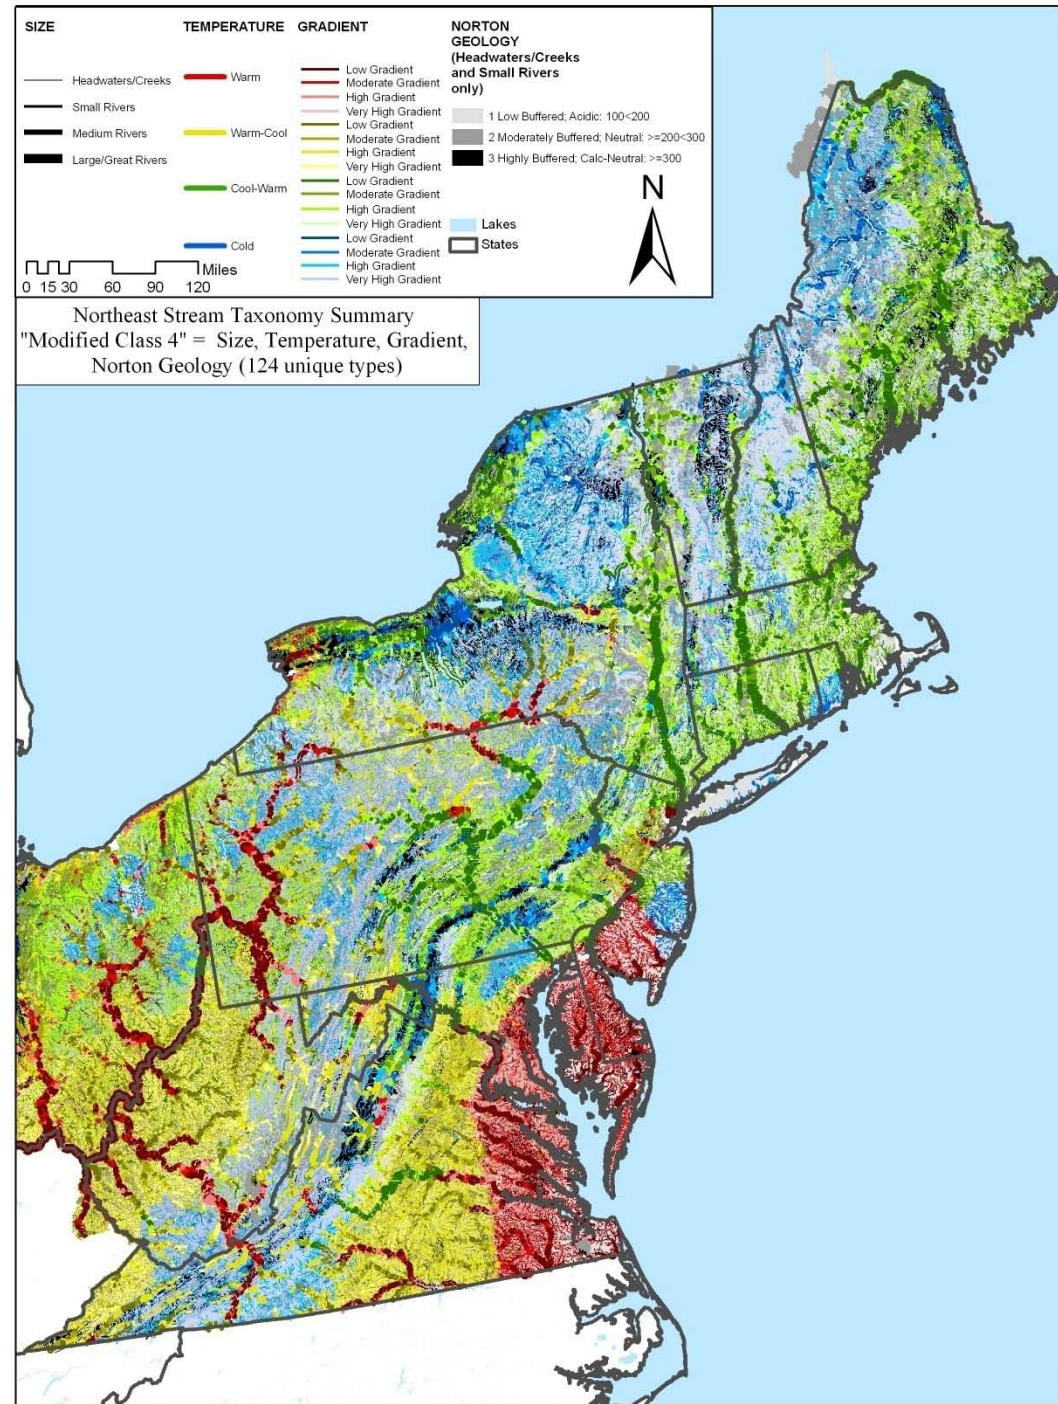 SIZE
Headwaters/Creeks
Small Rivers
Medium Rivers
Large/Great Rivers
TEMPERATURE
Warm
Warm-Cool
Cool-Warm
Cold
GRADIENT
Low Gradient
Moderate Gradient
High Gradient
Very High Gradient
Low Gradient
Moderate Gradient
High Gradient
Very High Gradient
Low Gradient
Moderate Gradient
High Gradient
Very High Gradient
Low Gradient
Moderate Gradient
High Gradient
Very High Gradient
NORTON
GEOLOGY
(Headwaters/Creeks
and Small Rivers
only)
1 Low Buffered; Acidic: 100<200
2 Moderately Buffered; Neutral: >=200<300
3 Highly Buffered; Calc-Neutral: >=300
Lakes
States
N
Miles
0 15 30 60 90 120
Northeast Stream Taxonomy Summary
"Modified Class 4" = Size, Temperature, Gradient,
Norton Geology (124 unique types)